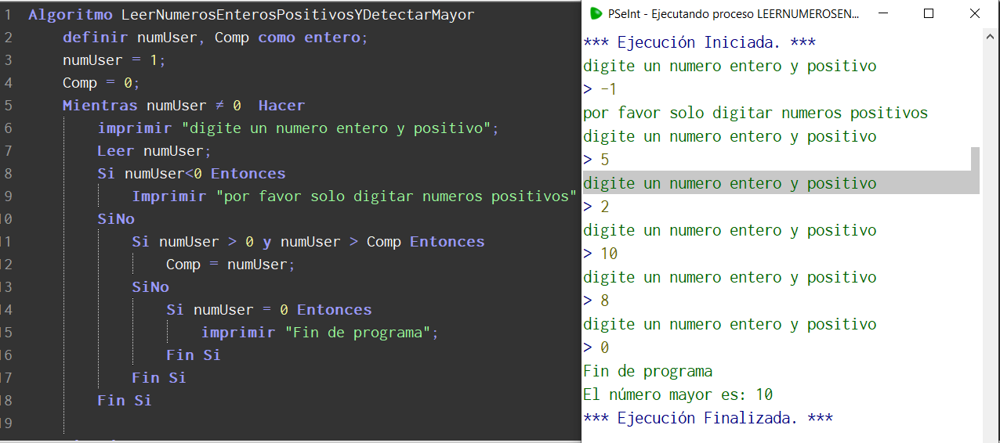 1 Algoritmo LeerNumerosEnterosPositivosYDetectarMayor
2 definir numUser, Comp como entero;
3 numUser = 1;
4 Comp = 0;
5 Mientras numUser ≠ 0 Hacer
6 imprimir "digite un numero entero y positivo";
7 Leer numUser;
8 Si numUser<0 Entonces
9 Imprimir "por favor solo digitar numeros positivos"
10 SiNo
11 Si numUser > 0 y numUser > Comp Entonces
12 Comp = numUser;
13 SiNo
14 Si numUser = 0 Entonces
15 imprimir "Fin de programa";
16 Fin Si
17 Fin Si
18 Fin Si
19
PSeInt - Ejecutando proceso LEERNUMEROSEN...
*** Ejecución Iniciada. ***
digite un numero entero y positivo
> -1
por favor solo digitar numeros positivos
digite un numero entero y positivo
> 5
digite un numero entero y positivo
> 2
digite un numero entero y positivo
> 10
digite un numero entero y positivo
> 8
digite un numero entero y positivo
> 0
Fin de programa
El número mayor es: 10
*** Ejecución Finalizada. ***